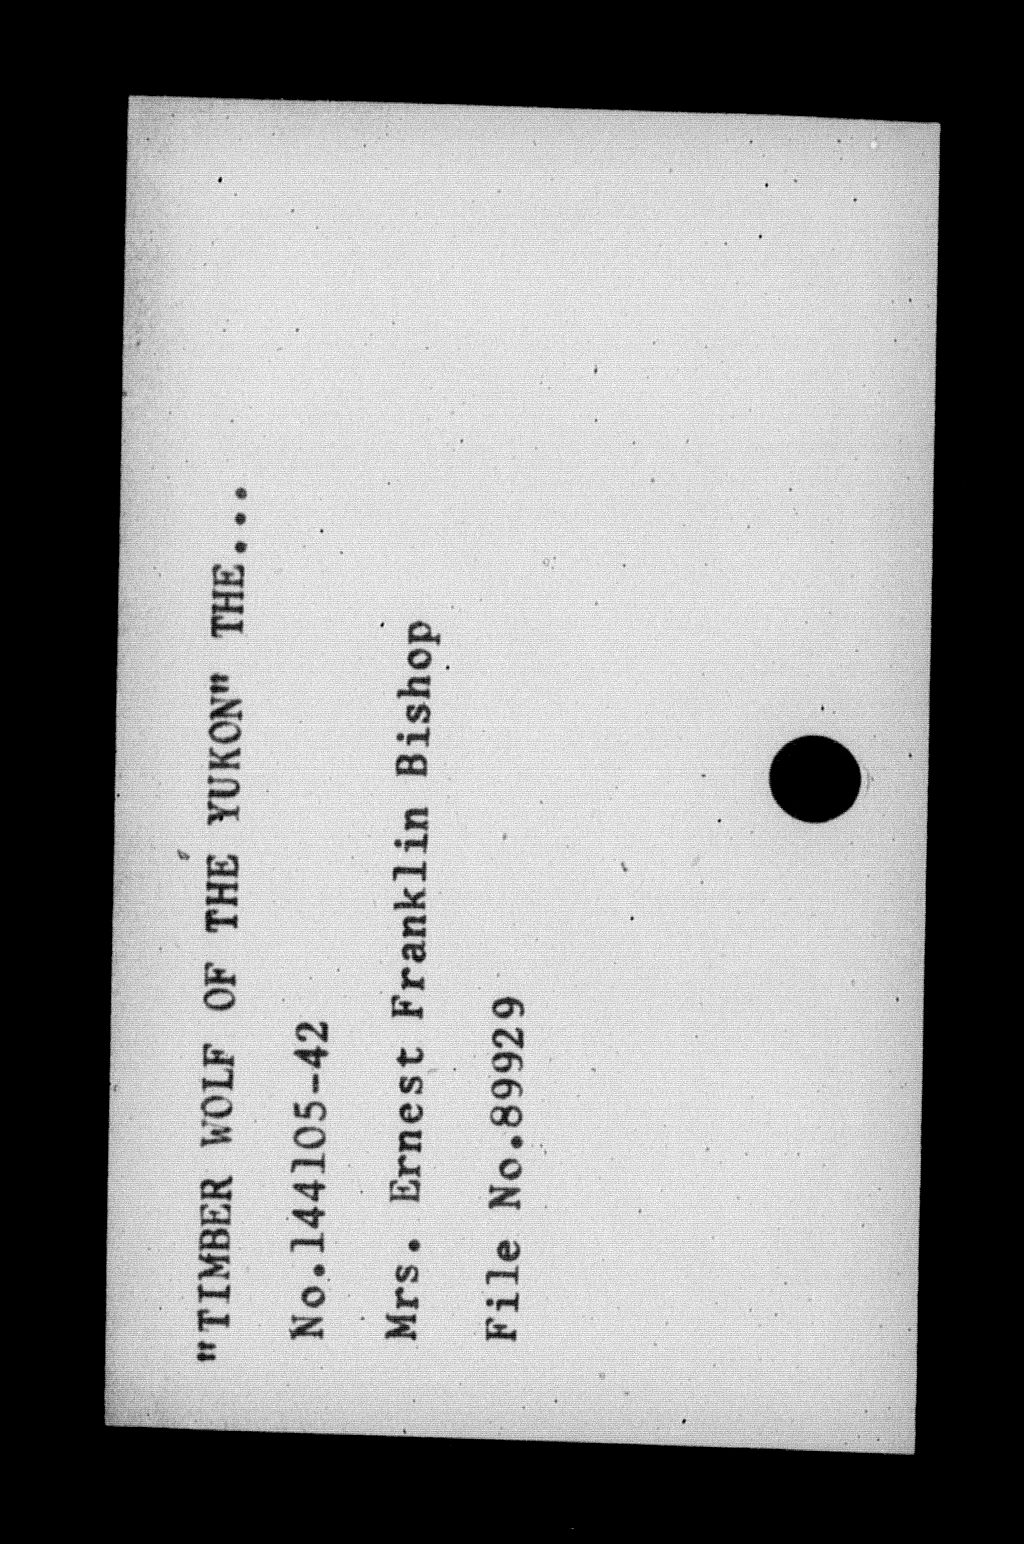 "TIMBER WOLF OF THE YUKON" THE...
No.144105-42
Mrs. Ernest Franklin Bishop
File No.89929